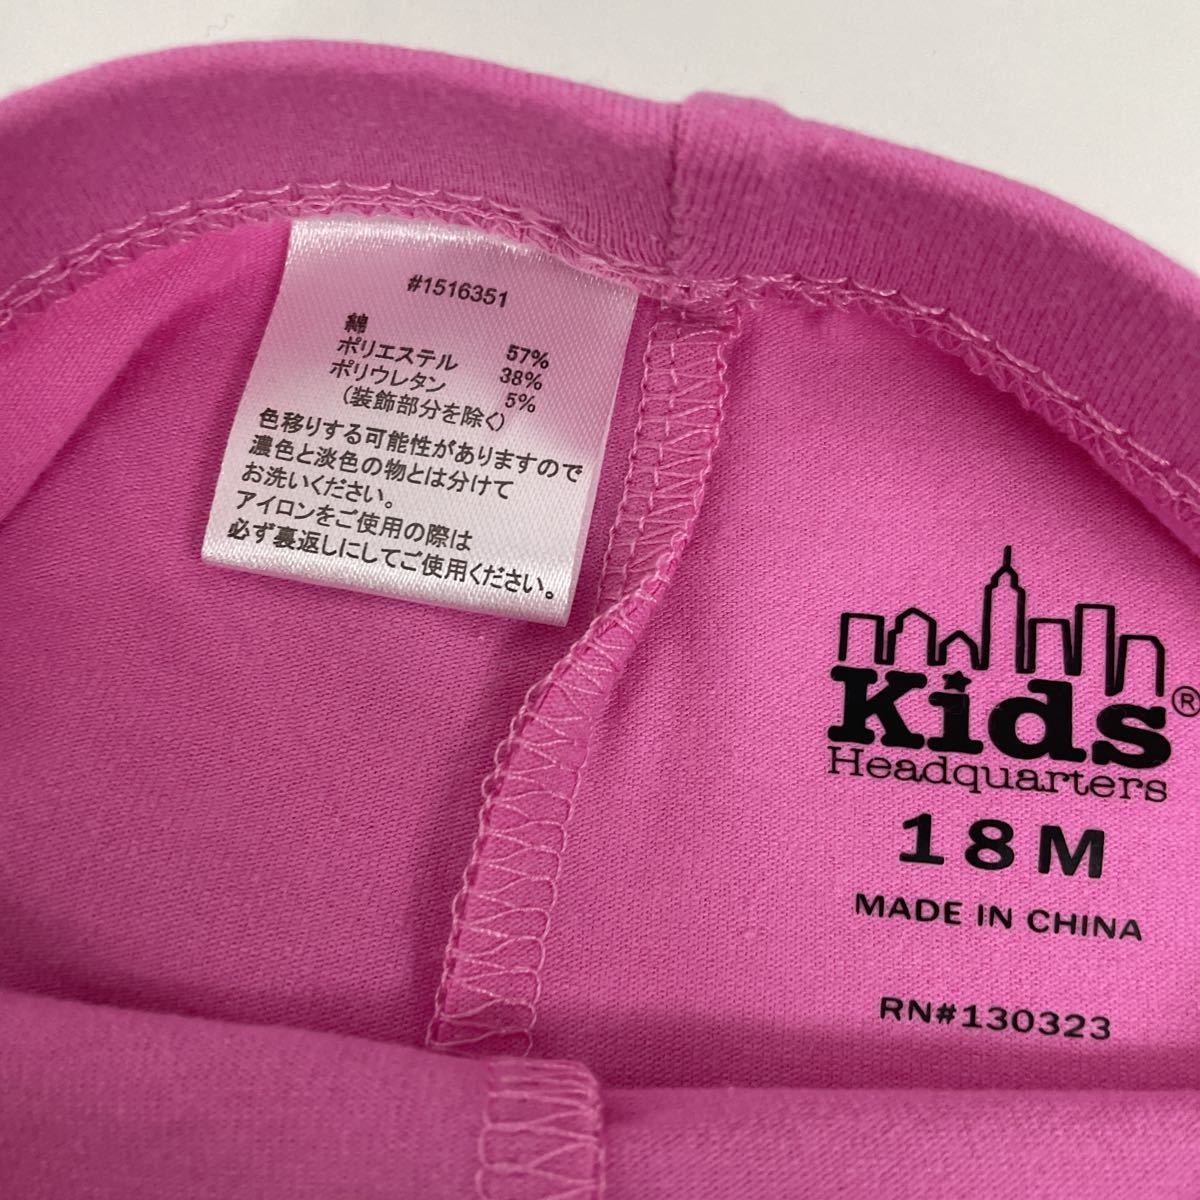 #1516351
綿 57%
ポリエステル 38%
ポリウレタン 5%
(装飾部分を除く)
色移りする可能性がありますので
濃色と淡色の物とは分けて
お洗いください。
アイロンをご使用の際は
必ず裏返しにしてご使用ください。
Kids®
Headquarters
18M
MADE IN CHINA
RN#130323